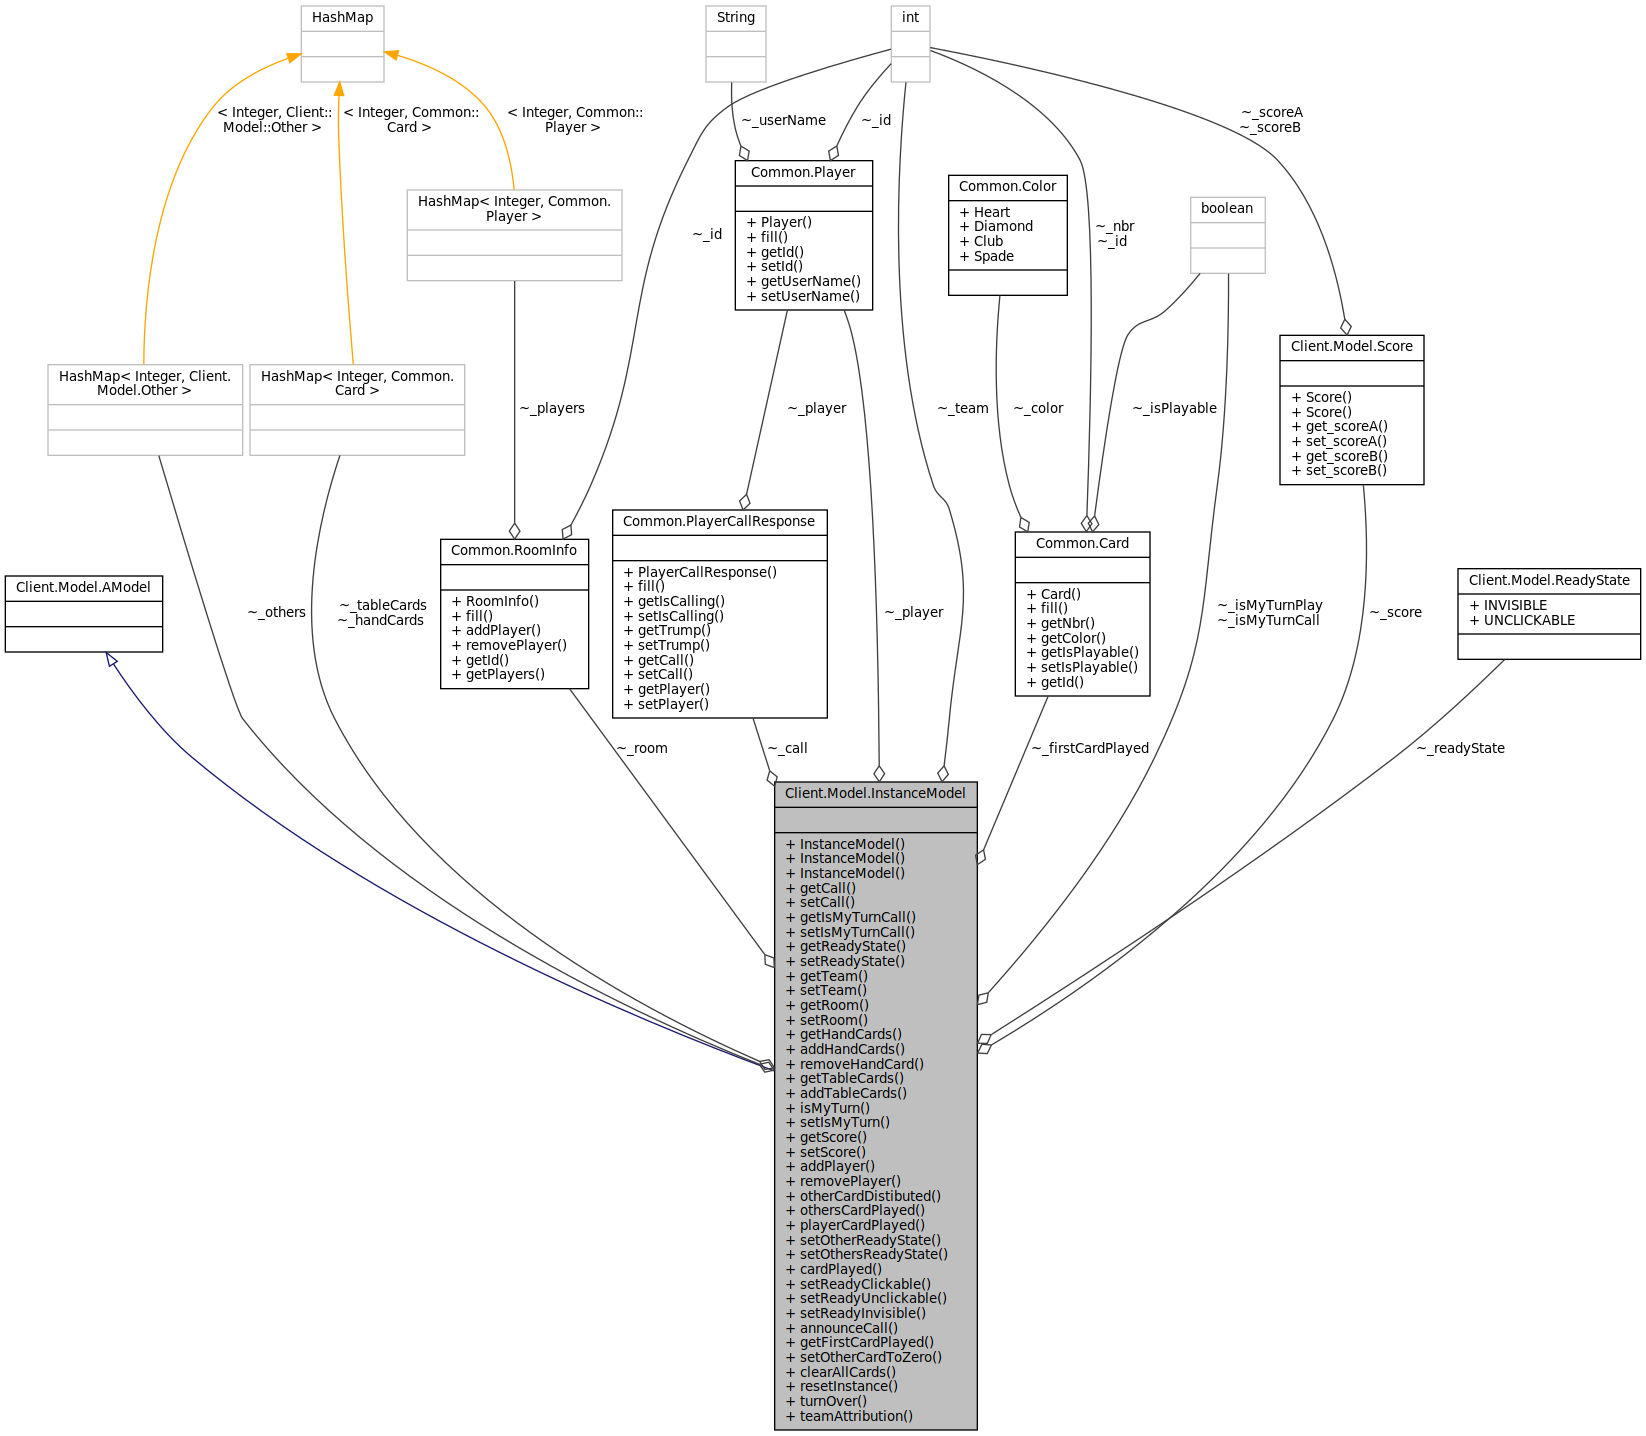 HashMap
String
int
< Integer, Client::
Model::Other >
< Integer, Common::
Card >
< Integer, Common::
Player >
~_userName
~_id
~_scoreA
~_scoreB
HashMap< Integer, Common.
Player >
~_id
Common.Player
+ Player()
+ fill()
+ getId()
+ setId()
+ getUserName()
+ setUserName()
Common.Color
+ Heart
+ Diamond
+ Club
+ Spade
~_nbr
~_id
boolean
HashMap< Integer, Client.
Model.Other >
HashMap< Integer, Common.
Card >
~_players
~_player
~_team
~_color
~_isPlayable
Client.Model.Score
+ Score()
+ Score()
+ get_scoreA()
+ set_scoreA()
+ get_scoreB()
+ set_scoreB()
Client.Model.AModel
~_others
~_tableCards
~_handCards
Common.RoomInfo
+ RoomInfo()
+ fill()
+ addPlayer()
+ removePlayer()
+ getId()
+ getPlayers()
Common.PlayerCallResponse
+ PlayerCallResponse()
+ fill()
+ getIsCalling()
+ setIsCalling()
+ getTrump()
+ setTrump()
+ getCall()
+ setCall()
+ getPlayer()
+ setPlayer()
~_player
Common.Card
+ Card()
+ fill()
+ getNbr()
+ getColor()
+ getIsPlayable()
+ setIsPlayable()
+ getId()
~_isMyTurnPlay
~_isMyTurnCall
~_score
Client.Model.ReadyState
+ INVISIBLE
+ UNCLICKABLE
~_room
~_call
~_firstCardPlayed
~_readyState
Client.Model.InstanceModel
+ InstanceModel()
+ InstanceModel()
+ InstanceModel()
+ getCall()
+ setCall()
+ getIsMyTurnCall()
+ setIsMyTurnCall()
+ getReadyState()
+ setReadyState()
+ getTeam()
+ setTeam()
+ getRoom()
+ setRoom()
+ getHandCards()
+ addHandCards()
+ removeHandCard()
+ getTableCards()
+ addTableCards()
+ isMyTurn()
+ setIsMyTurn()
+ getScore()
+ setScore()
+ addPlayer()
+ removePlayer()
+ otherCardDistibuted()
+ othersCardPlayed()
+ playerCardPlayed()
+ setOtherReadyState()
+ setOthersReadyState()
+ cardPlayed()
+ setReadyClickable()
+ setReadyUnclickable()
+ setReadyInvisible()
+ announceCall()
+ getFirstCardPlayed()
+ setOtherCardToZero()
+ clearAllCards()
+ resetInstance()
+ turnOver()
+ teamAttribution()